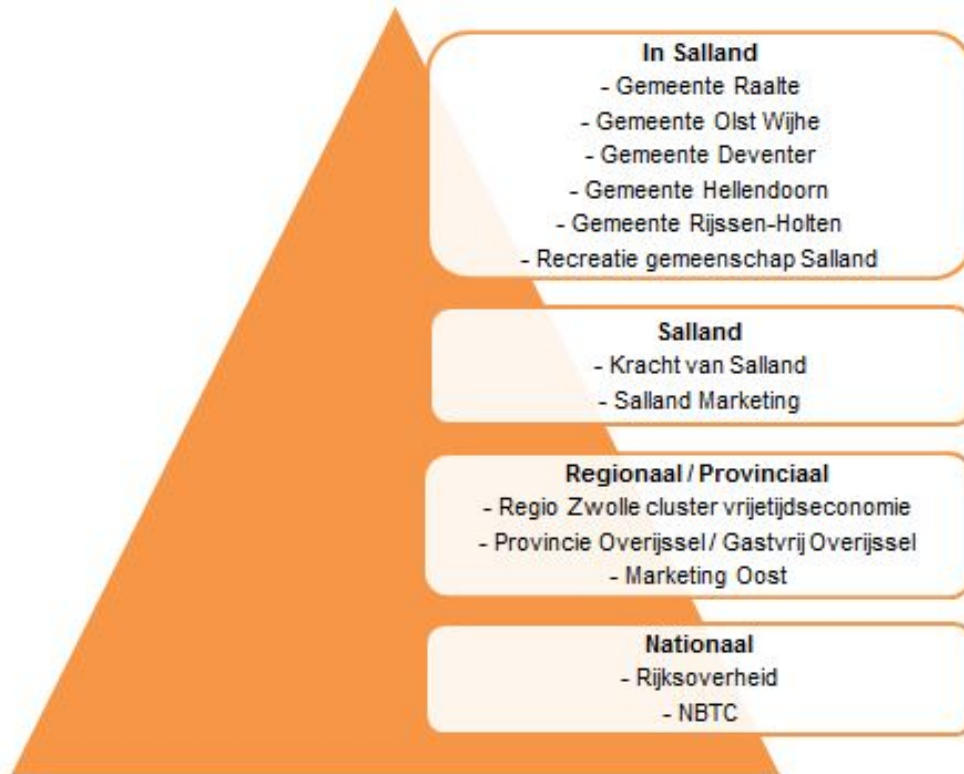 In Salland
- Gemeente Raalte
- Gemeente Olst Wijhe
- Gemeente Deventer
- Gemeente Hellendoorn
- Gemeente Rijssen-Holten
- Recreatie gemeenschap Salland
Salland
- Kracht van Salland
- Salland Marketing
Regionaal / Provinciaal
- Regio Zwolle cluster vrijetijdseconomie
- Provincie Overijssel / Gastvrij Overijssel
- Marketing Oost
Nationaal
- Rijksoverheid
- NBTC